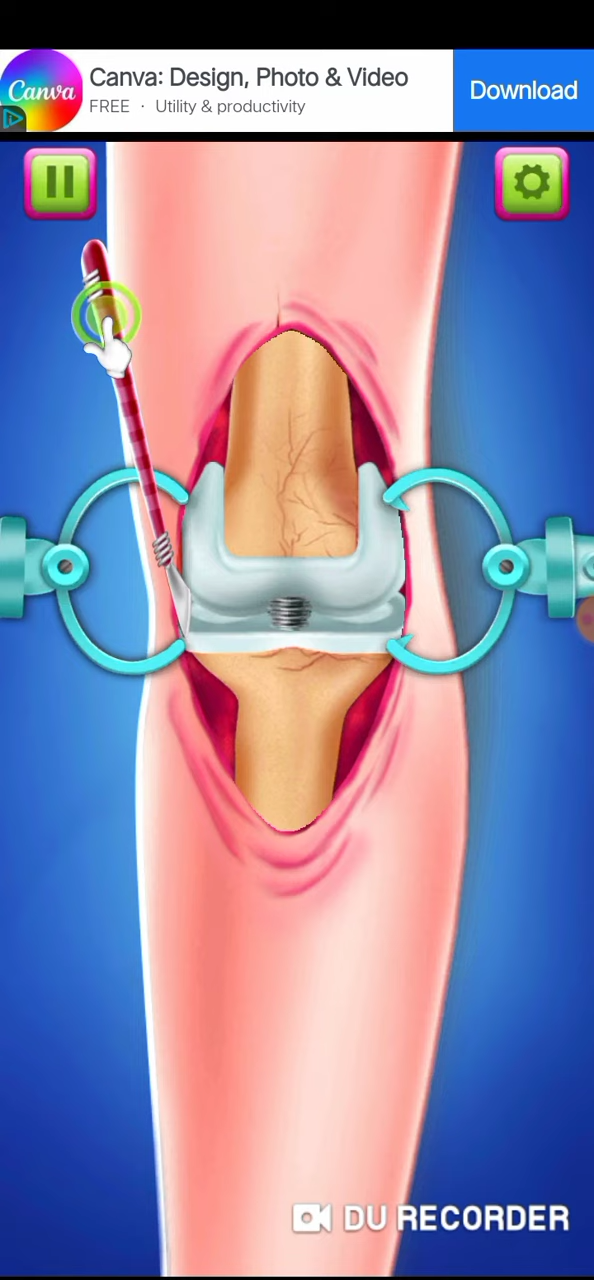 Canva
Canva: Design, Photo & Video
FREE · Utility & productivity
Download
DU RECORDER